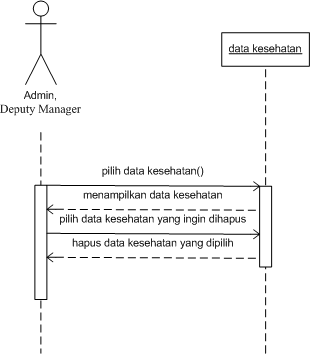 data kesehatan
Admin,
Deputy Manager
pilih data kesehatan()
menampilkan data kesehatan
pilih data kesehatan yang ingin dihapus
hapus data kesehatan yang dipilih